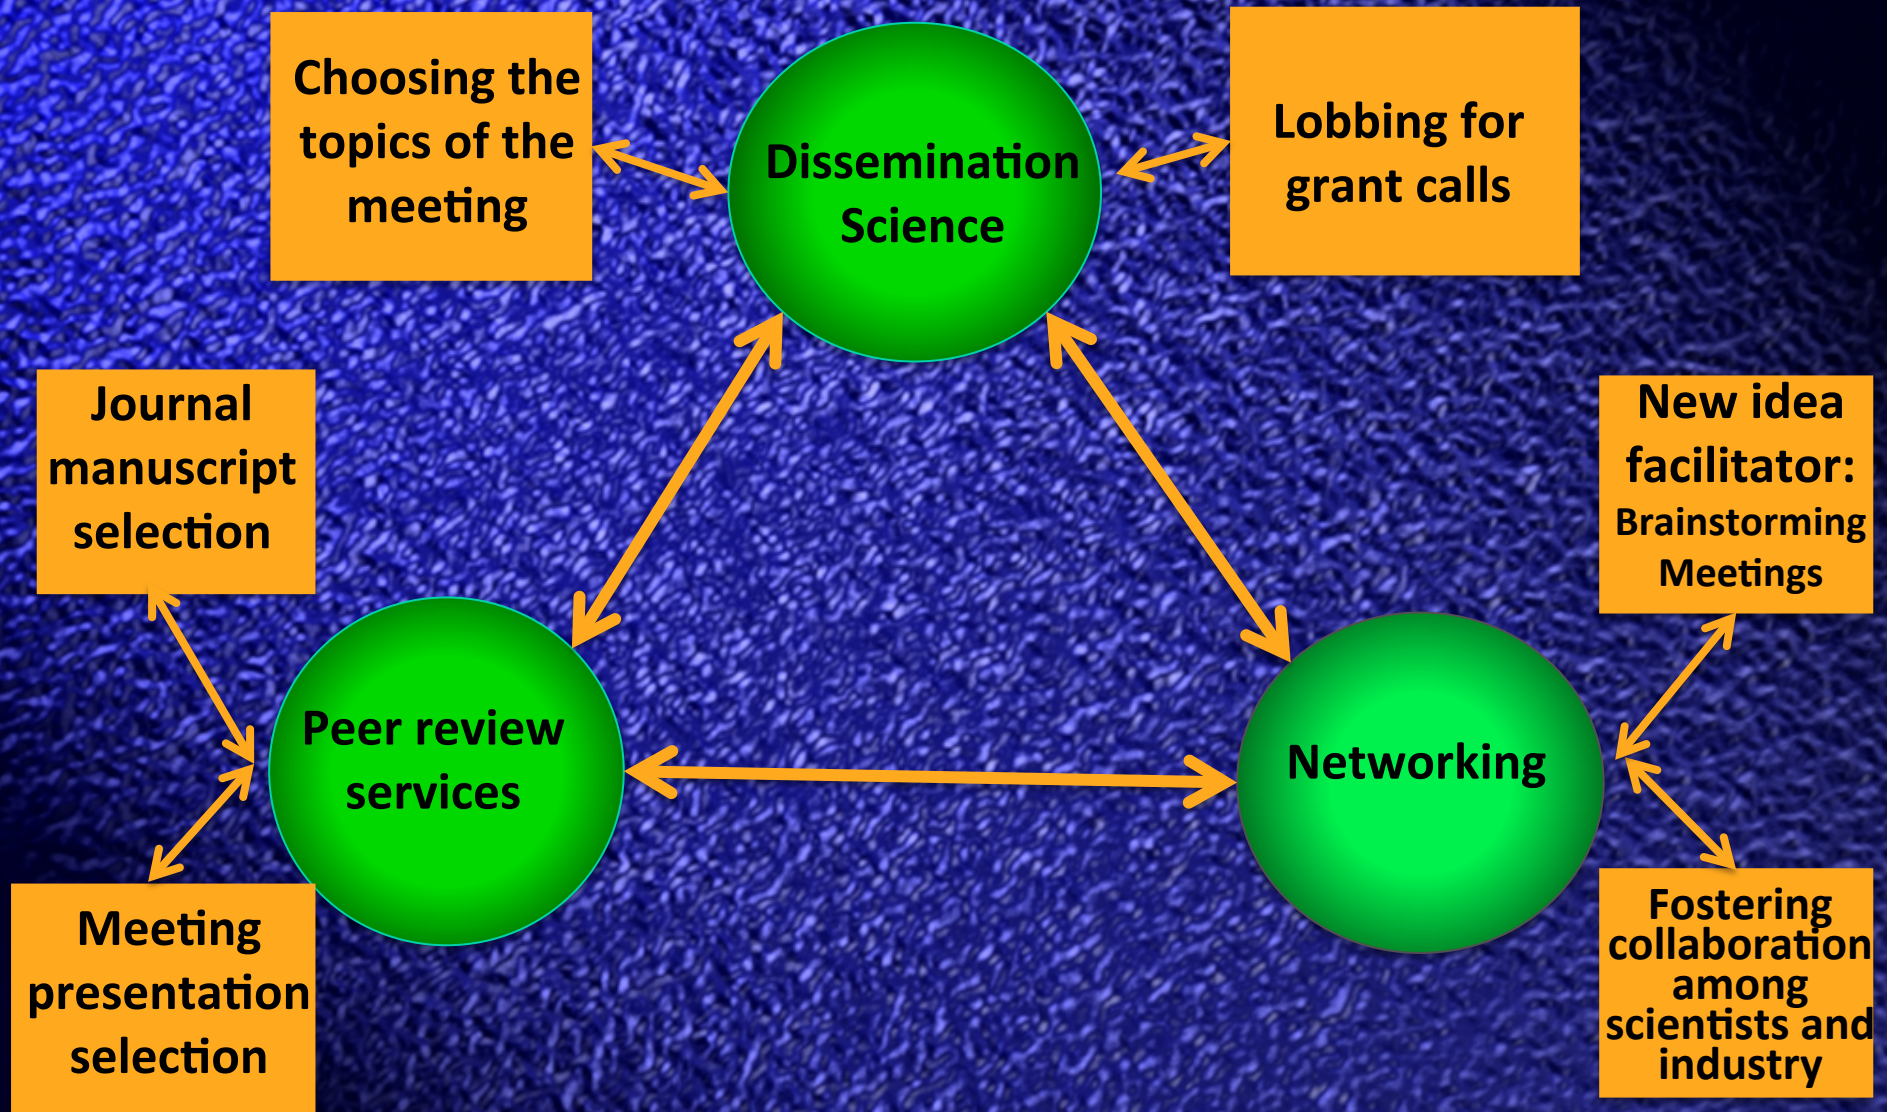 Choosing the
topics of the
meeting
Dissemination
Science
Lobbing for
grant calls
Journal
manuscript
selection
New idea
facilitator:
Brainstorming
Meetings
Peer review
services
Networking
Meeting
presentation
selection
Fostering
collaboration
among
scientists and
industry